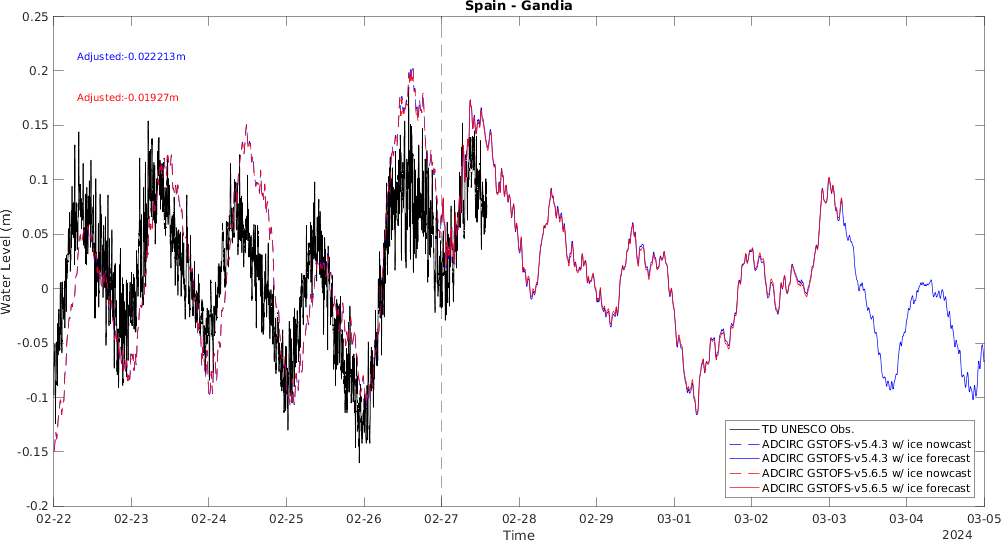 Spain - Gandia
Adjusted:-0.022213m
Adjusted:-0.01927m
Water Level (m)
0.25
0.2
0.15
0.1
0.05
0
-0.05
-0.1
-0.15
-0.2
TD UNESCO Obs.
ADCIRC GSTOFS-v5.4.3 w/ ice nowcast
ADCIRC GSTOFS-v5.4.3 w/ ice forecast
ADCIRC GSTOFS-v5.6.5 w/ ice nowcast
ADCIRC GSTOFS-v5.6.5 w/ ice forecast
02-22 02-23 02-24 02-25 02-26 02-27 02-28 02-29 03-01 03-02 03-03 03-04 03-05
Time
2024